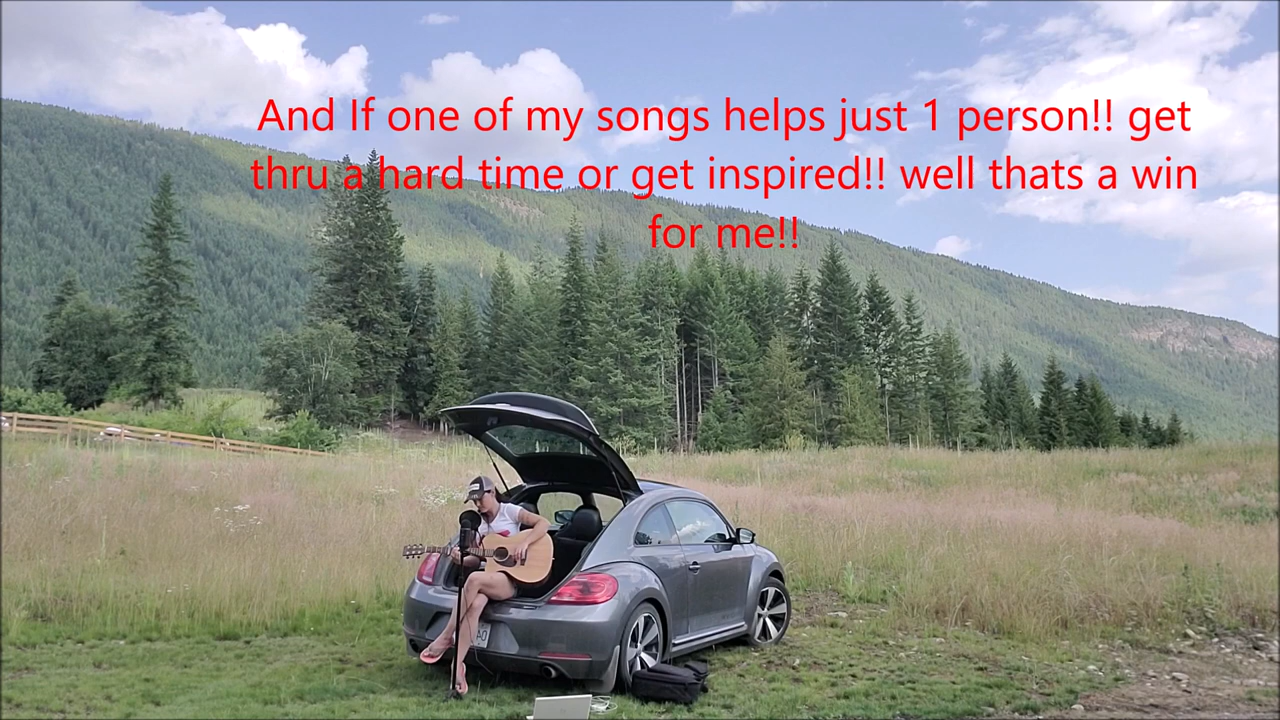 And If one of my songs helps just 1 person!! get
thru a hard time or get inspired!! well thats a win
for me!!